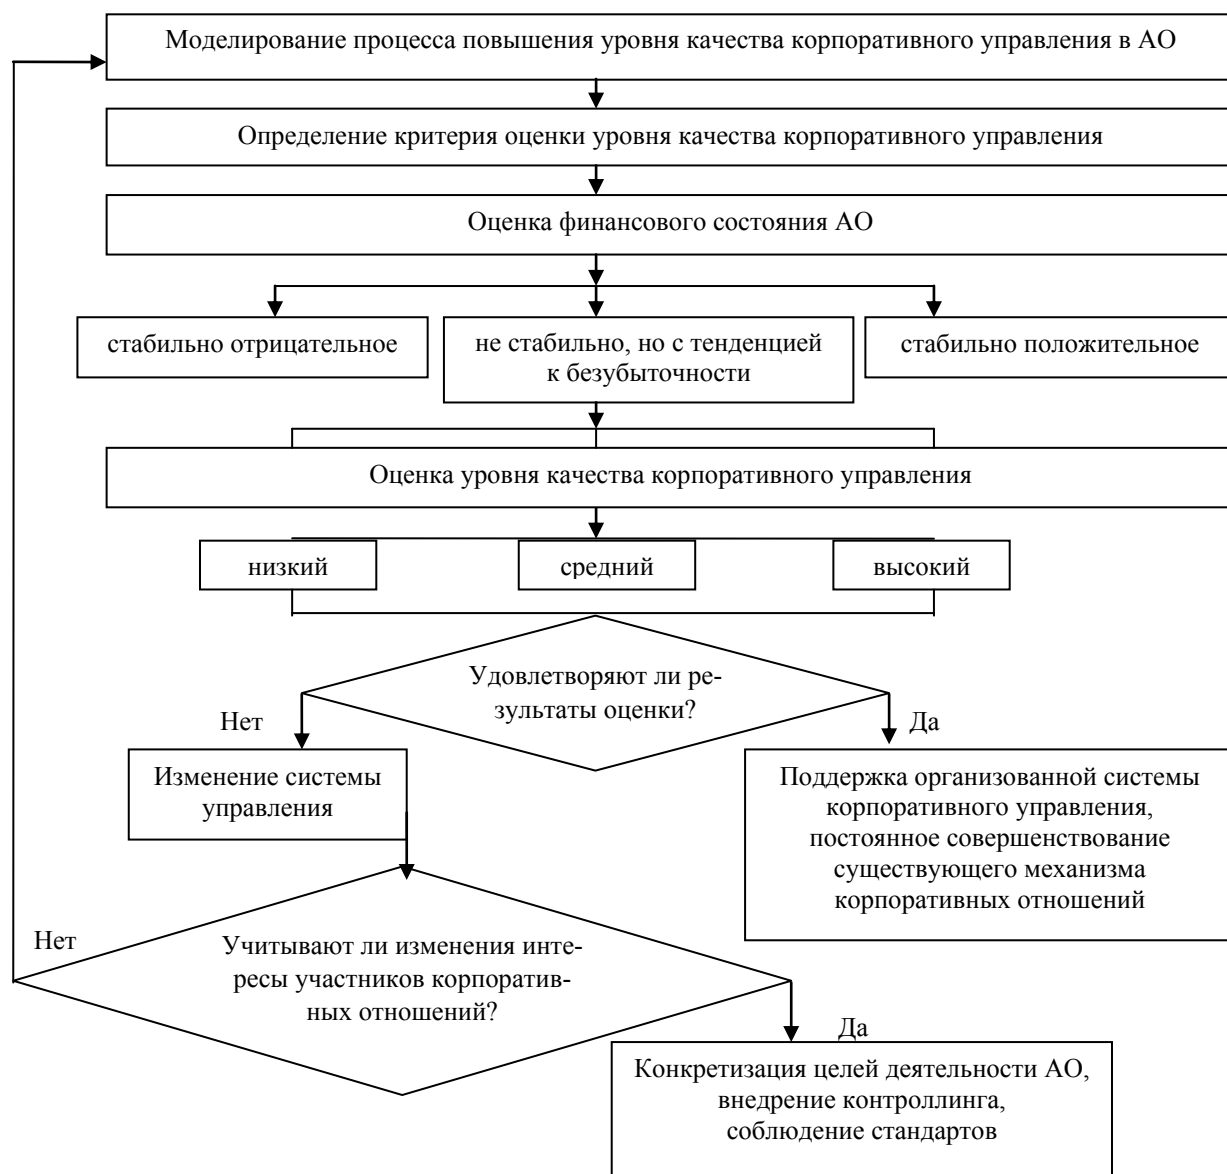 Моделирование процесса повышения уровня качества корпоративного управления в АО
Определение критерия оценки уровня качества корпоративного управления
Оценка финансового состояния АО
стабильно отрицательное
не стабильно, но с тенденцией
к безубыточности
стабильно положительное
Оценка уровня качества корпоративного управления
низкий
средний
высокий
Удовлетворяют ли ре-
зультаты оценки?
Нет
Да
Изменение системы
управления
Поддержка организованной системы
корпоративного управления,
постоянное совершенствование
существующего механизма
корпоративных отношений
Нет
Учитывают ли изменения инте-
ресы участников корпоратив-
ных отношений?
Да
Конкретизация целей деятельности АО,
внедрение контроллинга,
соблюдение стандартов